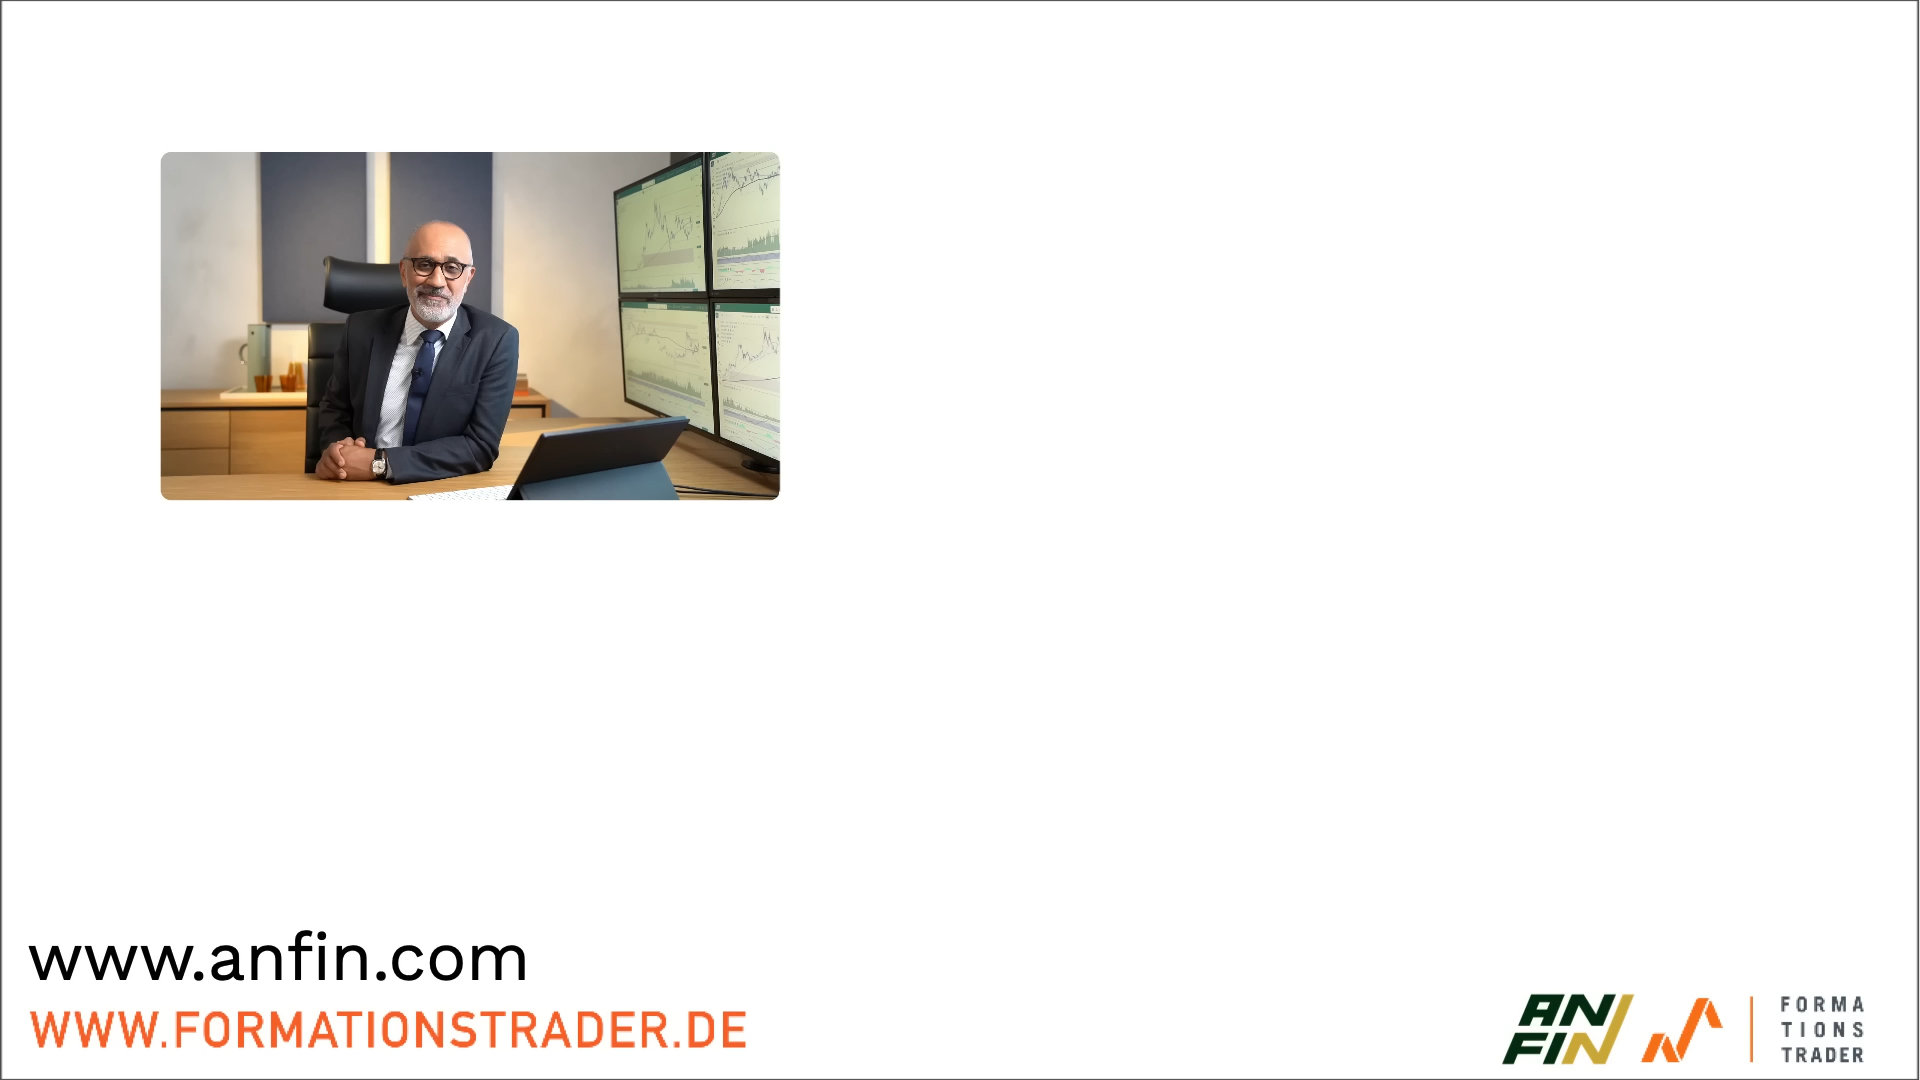 www.anfin.com
WWW.FORMATIONSTRADER.DE
AN
FIN
FORMA
TIONS
TRADER